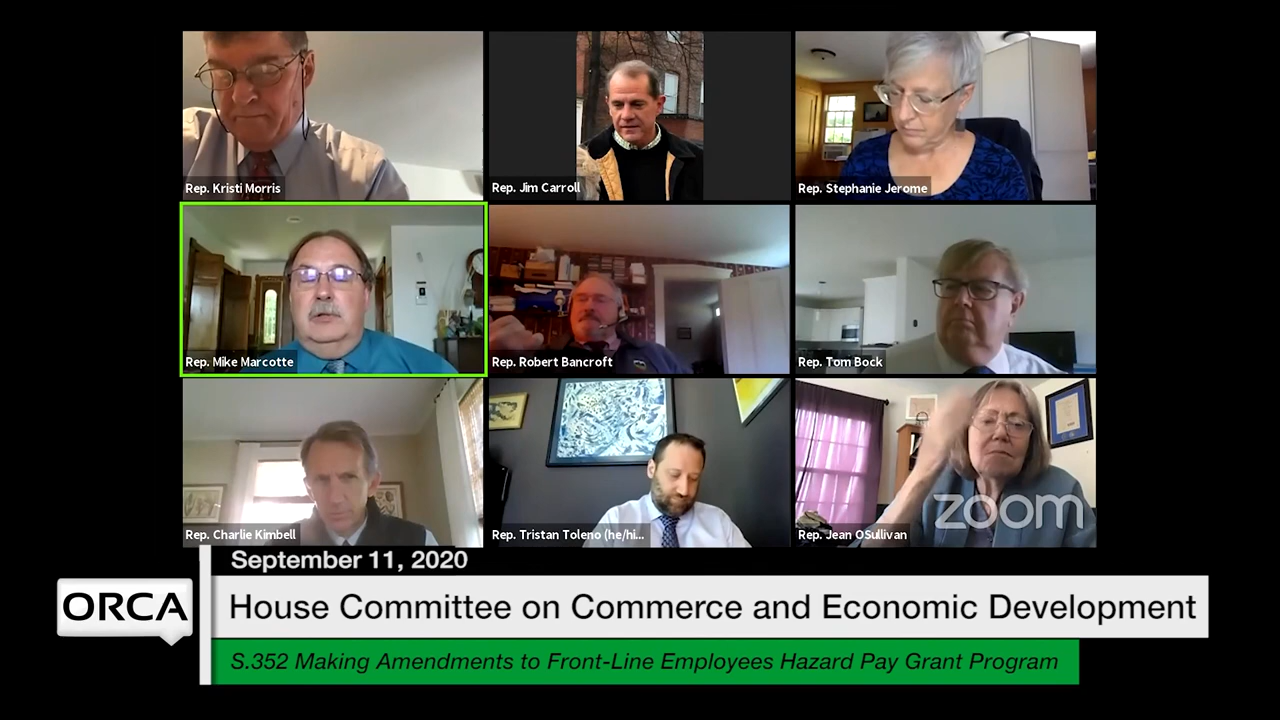 Rep. Kristi Morris
Rep. Jim Carroll
Rep. Stephanie Jerome
Rep. Mike Marcotte
Rep. Robert Bancroft
Rep. Tom Bock
Rep. Charlie Kimbell
Rep. Tristan Toleno (he/hi...
Rep. Jean OSullivan
zoom
September 11, 2020
ORCA
House Committee on Commerce and Economic Development
S.352 Making Amendments to Front-Line Employees Hazard Pay Grant Program